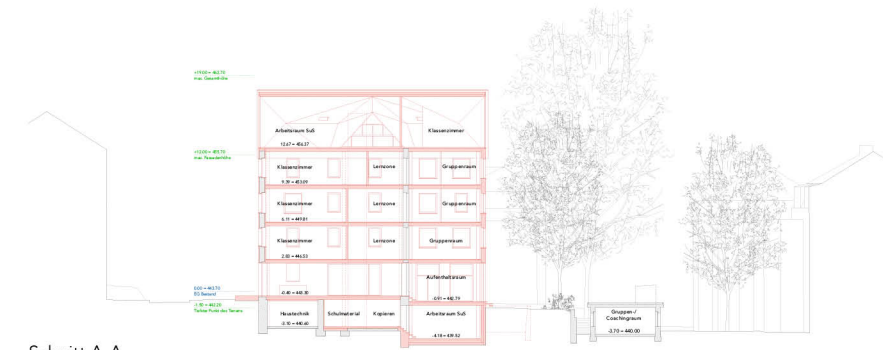 +19.00 = 462.70
max. Gesamthöhe
Arbeitsraum SuS
Klassenzimmer
12.67 = 456.37
+12.00 = 455.70
max. Fassadenhöhe
Klassenzimmer
Lernzone
Gruppenraum
9.39 = 453.09
Klassenzimmer
Lernzone
Gruppenraum
6.11 = 449.81
Klassenzimmer
Lernzone
Gruppenraum
2.83 = 446.53
Aufenthaltsraum
0.00 = 443.70
EG Bestand
-0.40 = 443.30
-0.91 = 442.79
-1.50 = 442.20
Tiefster Punkt des Terrains
Haustechnik
Schulmaterial
Kopieren
Arbeitsraum SuS
Gruppen-/
Coachingraum
-3.10 = 440.60
-3.70 = 440.00
-4.18 = 439.52
Schnitt A-A